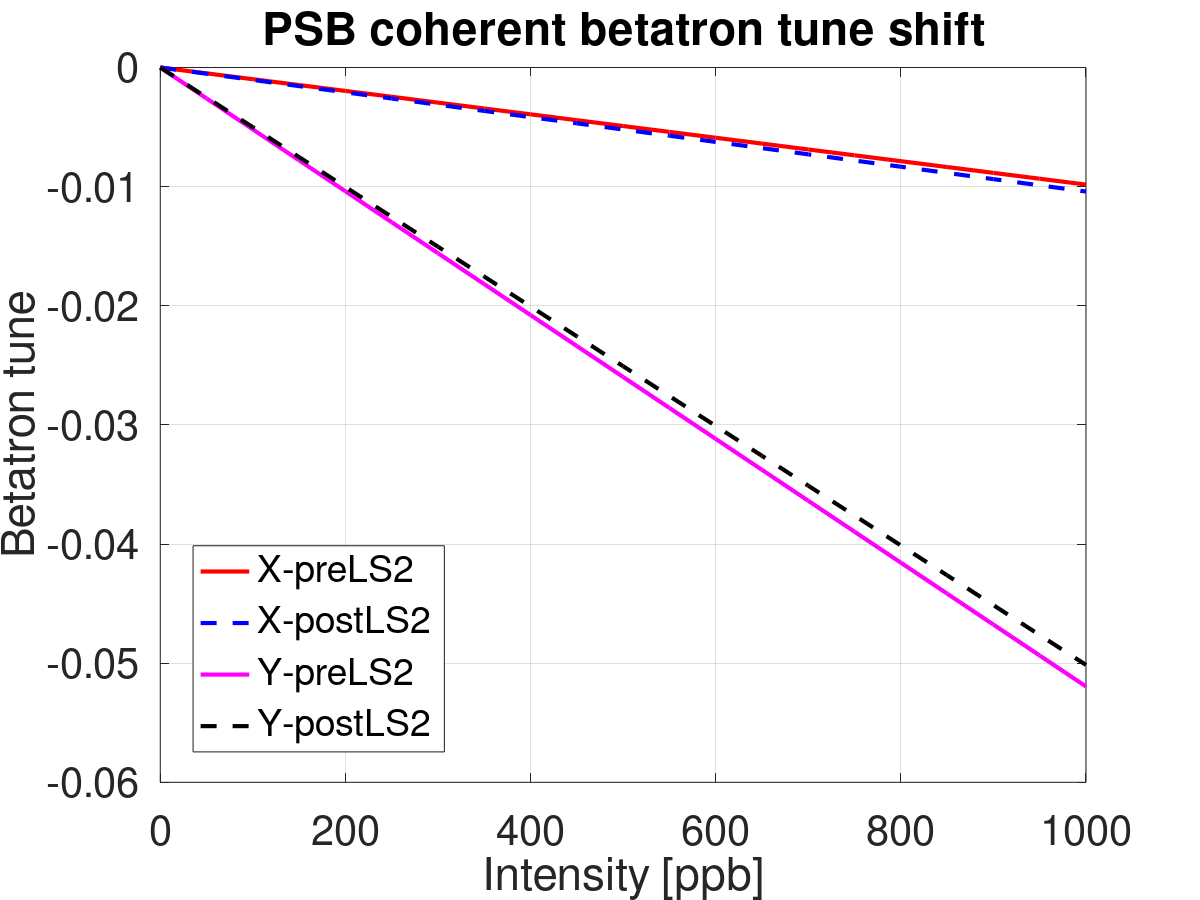 PSB coherent betatron tune shift
0
-0.01
-0.02
-0.03
-0.04
-0.05
-0.06
Betatron tune
X-preLS2
X-postLS2
Y-preLS2
Y-postLS2
0 200 400 600 800 1000
Intensity [ppb]